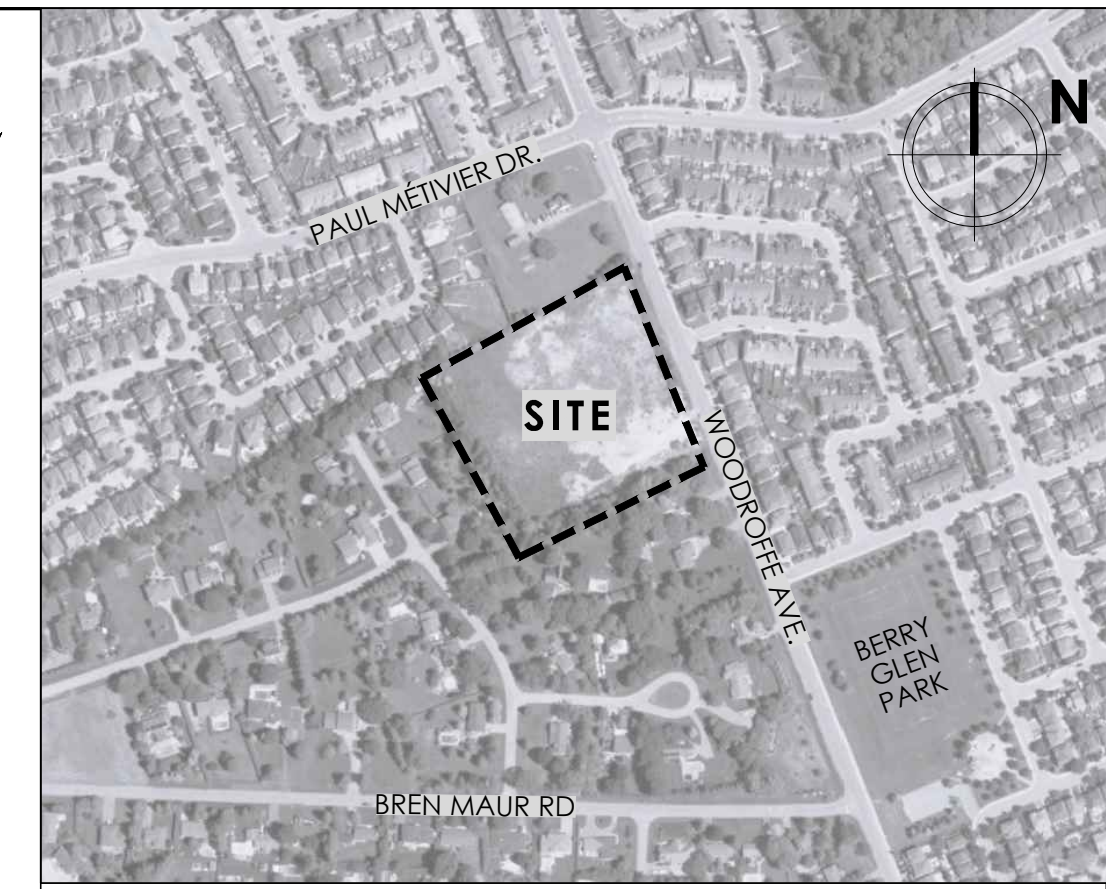 N
PAUL MÉTIVIER DR.
SITE
WOODROFFE AVE.
BERRY
GLEN
PARK
BREN MAUR RD